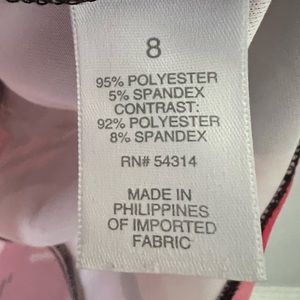 8
95% POLYESTER
5% SPANDEX
CONTRAST:
92% POLYESTER
8% SPANDEX
RN# 54314
MADE IN
PHILIPPINES
OF IMPORTED
FABRIC